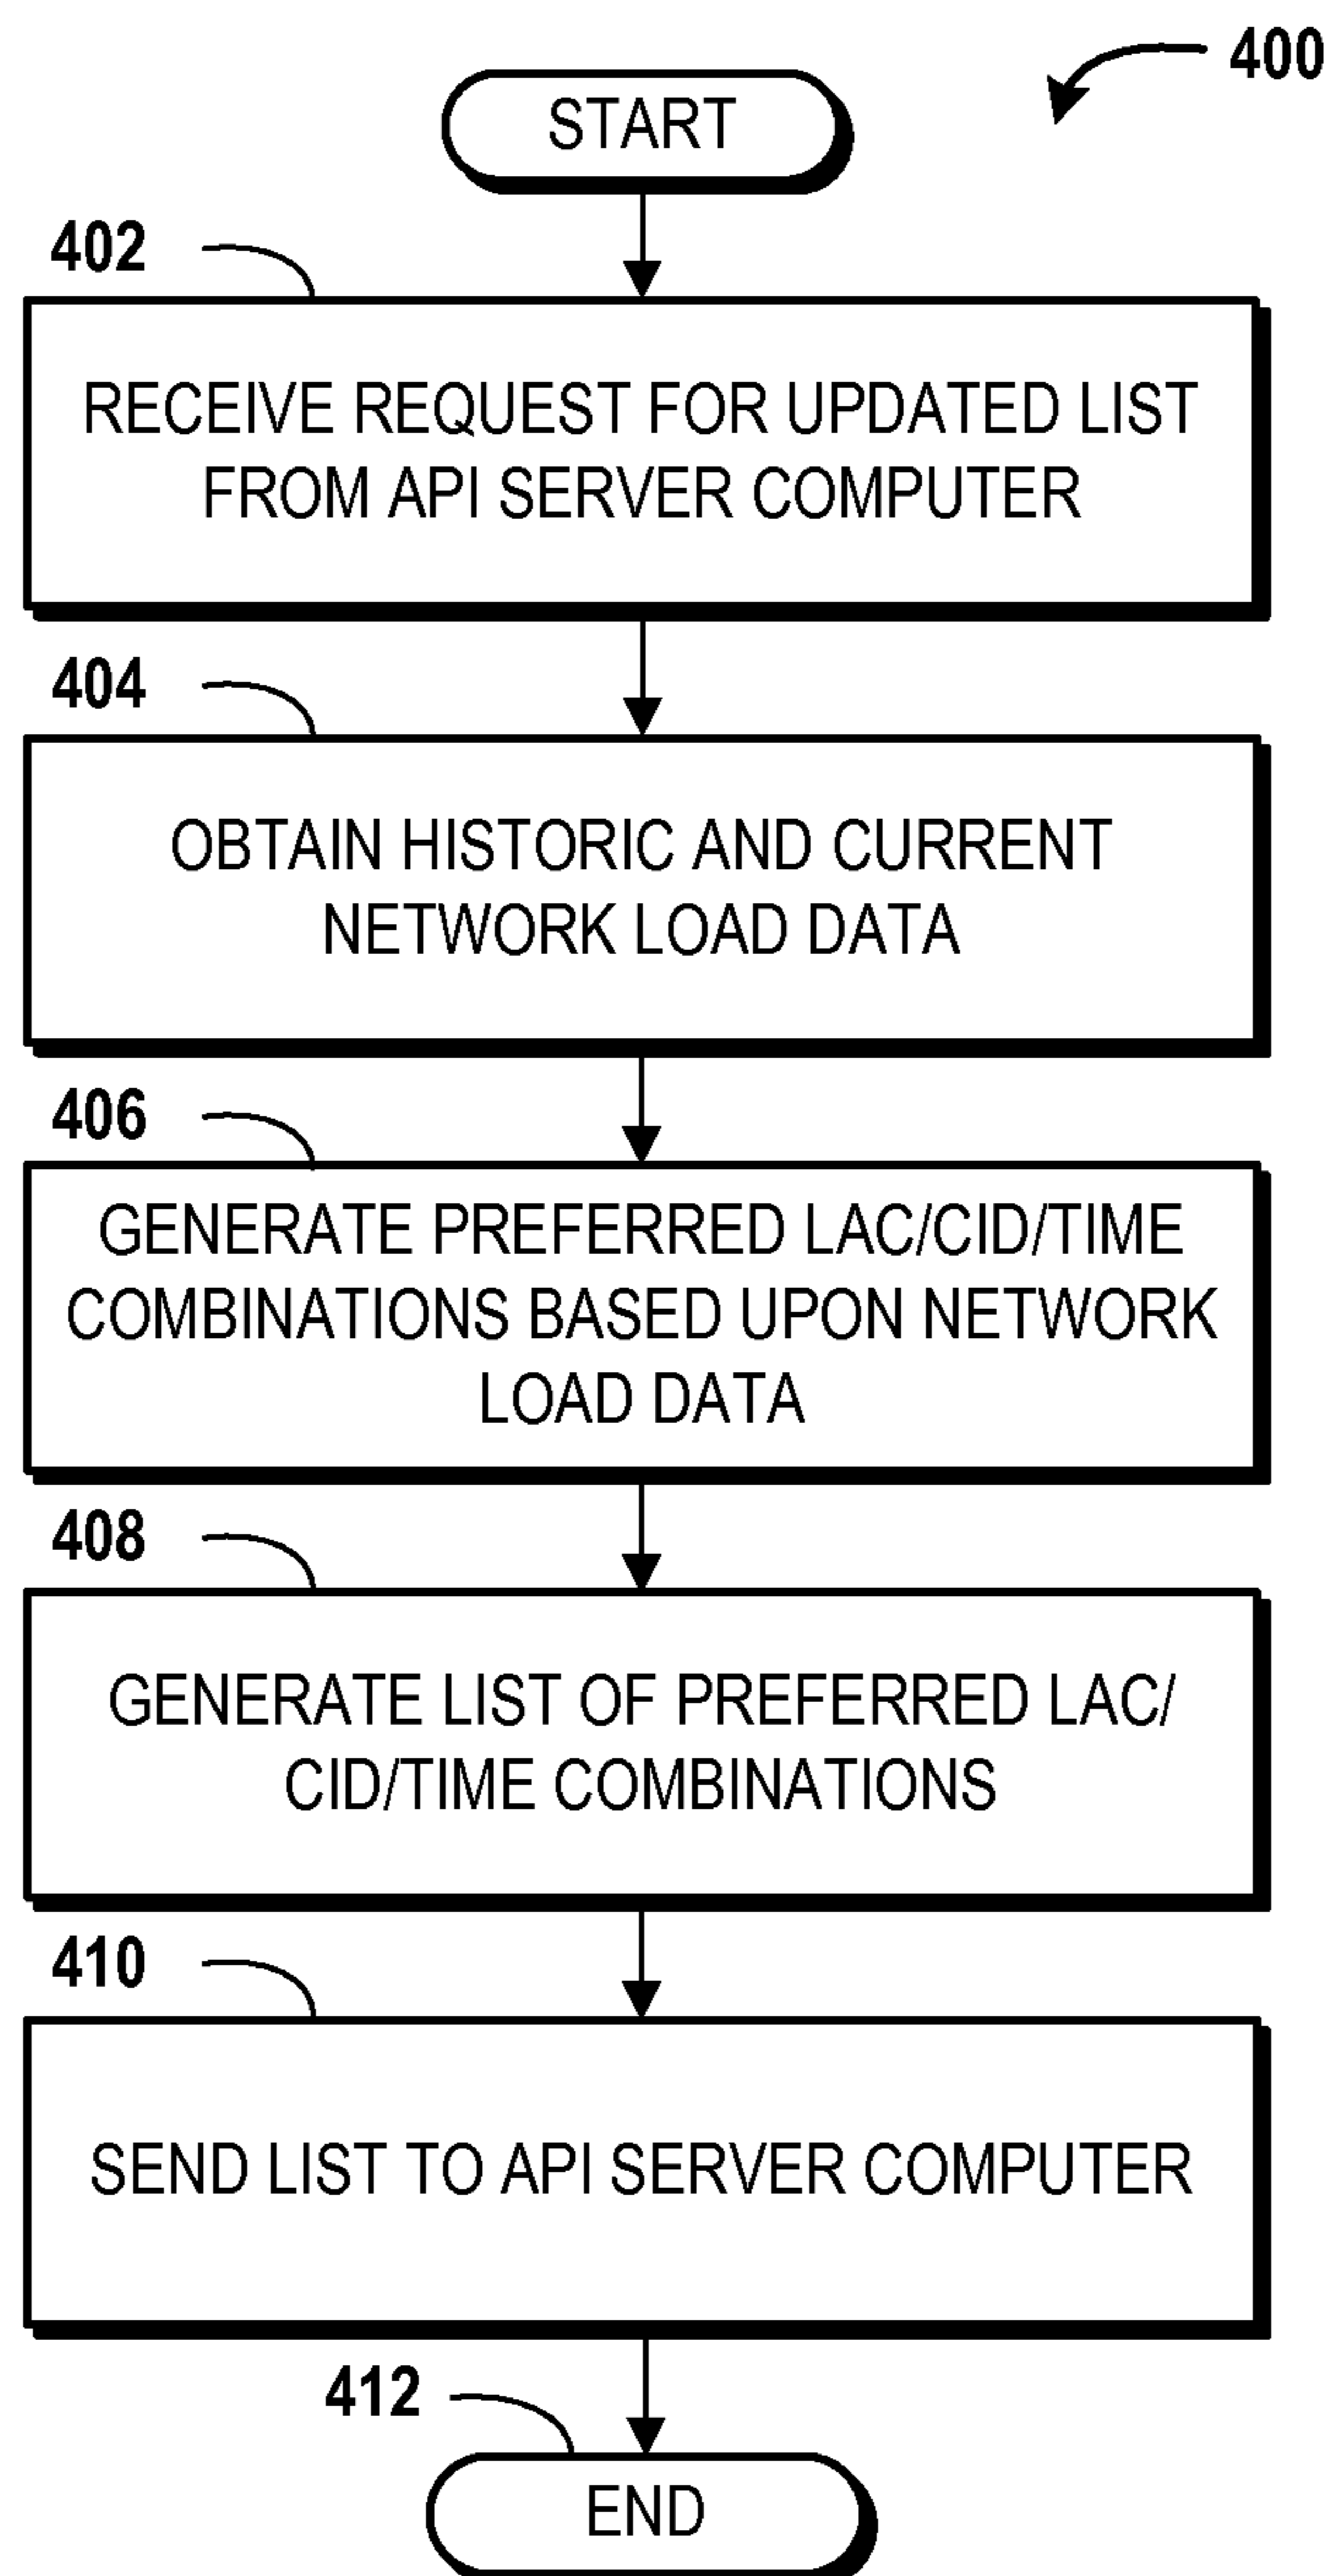 400
START
402
RECEIVE REQUEST FOR UPDATED LIST
FROM API SERVER COMPUTER
404
OBTAIN HISTORIC AND CURRENT
NETWORK LOAD DATA
406
GENERATE PREFERRED LAC/CID/TIME
COMBINATIONS BASED UPON NETWORK
LOAD DATA
408
GENERATE LIST OF PREFERRED LAC/
CID/TIME COMBINATIONS
410
SEND LIST TO API SERVER COMPUTER
412
END